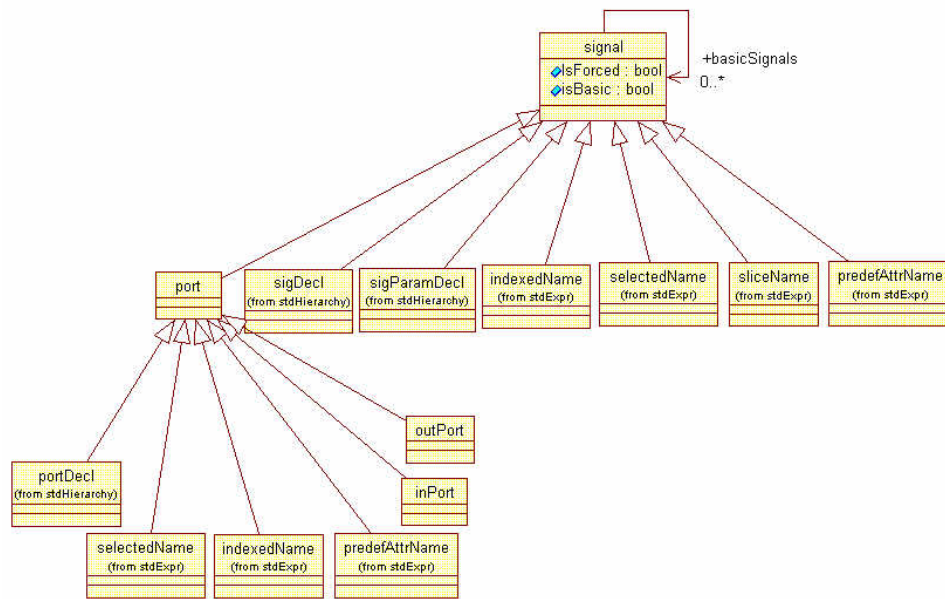 signal
+basicSignals
IsForced : bool
0..*
isBasic : bool
port
sigDecl
(from stdHierarchy)
sigParamDecl
(from stdHierarchy)
indexedName
(from stdExpr)
selectedName
(from stdExpr)
sliceName
(from stdExpr)
predefAttrName
(from stdExpr)
outPort
portDecl
(from stdHierarchy)
inPort
selectedName
(from stdExpr)
indexedName
(from stdExpr)
predefAttrName
(from stdExpr)